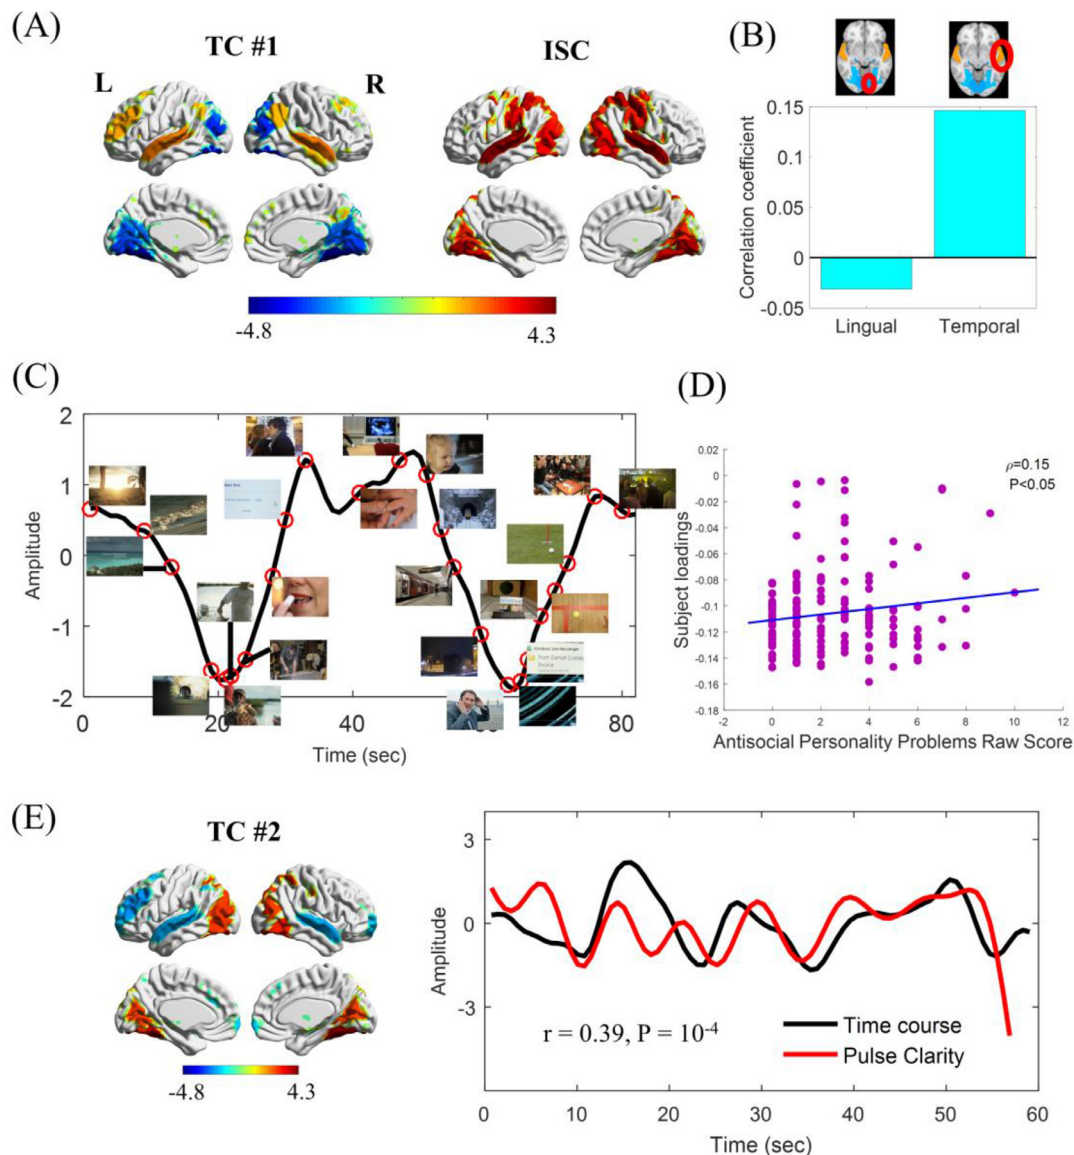 (A)
TC #1
ISC
L
R
-4.8
4.3
(B)
Correlation coefficient
0.15
0.1
0.05
0
-0.05
Lingual
Temporal
(C)
Amplitude
2
1
0
-1
-2
0
20
40
80
Time (sec)
Windows Live Messenger
(D)
Subject loadings
0.02
0
-0.02
-0.04
-0.06
-0.08
-0.1
-0.12
-0.14
-0.16
-0.18
ρ=0.15
P<0.05
-2
0
2
4
6
8
10
12
Antisocial Personality Problems Raw Score
(E)
TC #2
-4.8
4.3
Amplitude
3
0
-3
r = 0.39, P = 10⁻⁴
Time course
Pulse Clarity
0
10
20
30
40
50
60
Time (sec)